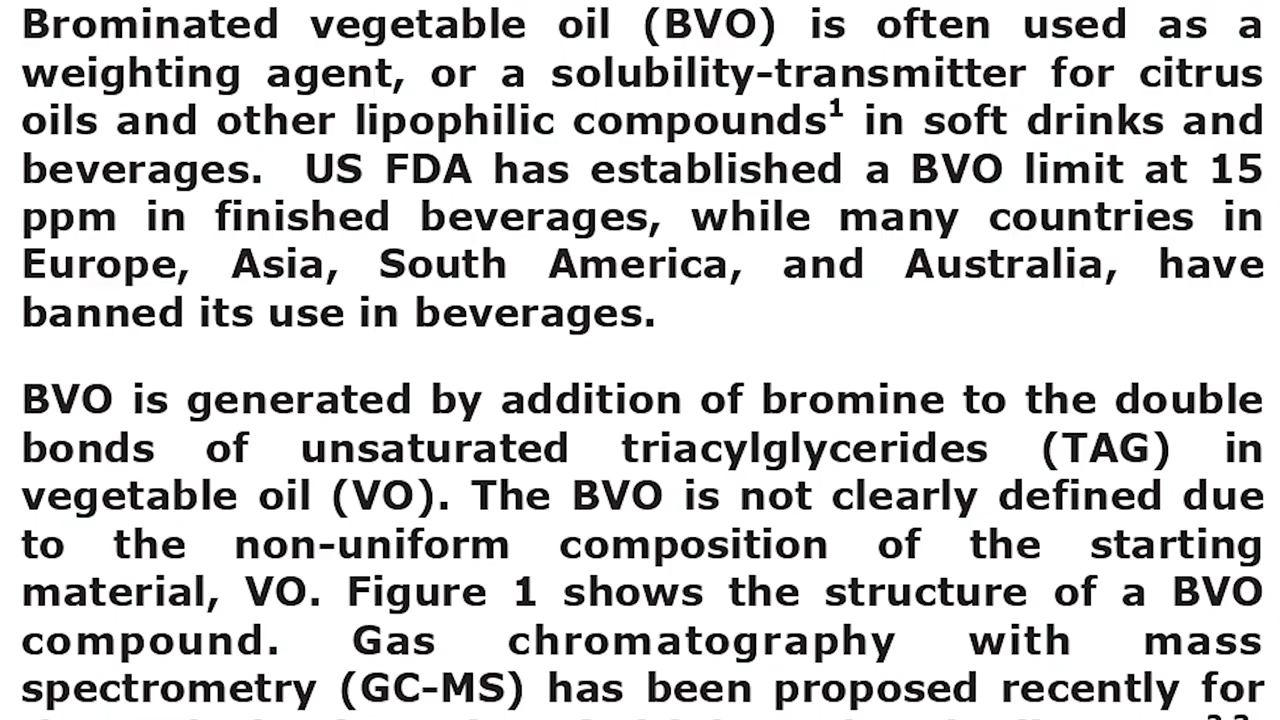 Brominated vegetable oil (BVO) is often used as a
weighting agent, or a solubility-transmitter for citrus
oils and other lipophilic compounds¹ in soft drinks and
beverages. US FDA has established a BVO limit at 15
ppm in finished beverages, while many countries in
Europe, Asia, South America, and Australia, have
banned its use in beverages.
BVO is generated by addition of bromine to the double
bonds of unsaturated triacylglycerides (TAG) in
vegetable oil (VO). The BVO is not clearly defined due
to the non-uniform composition of the starting
material, VO. Figure 1 shows the structure of a BVO
compound. Gas chromatography with mass
spectrometry (GC-MS) has been proposed recently for